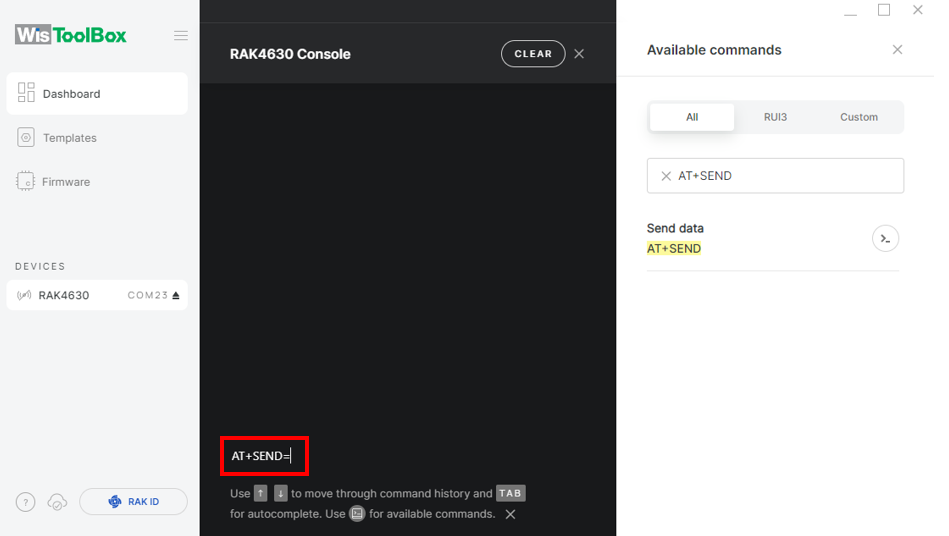 WisToolBox
Dashboard
Templates
Firmware
DEVICES
RAK4630 COM23
?
RAK ID
RAK4630 Console
CLEAR
AT+SEND=
Use ↑ ↓ to move through command history and TAB
for autocomplete. Use for available commands.
Available commands
All RUI3 Custom
AT+SEND
Send data
AT+SEND